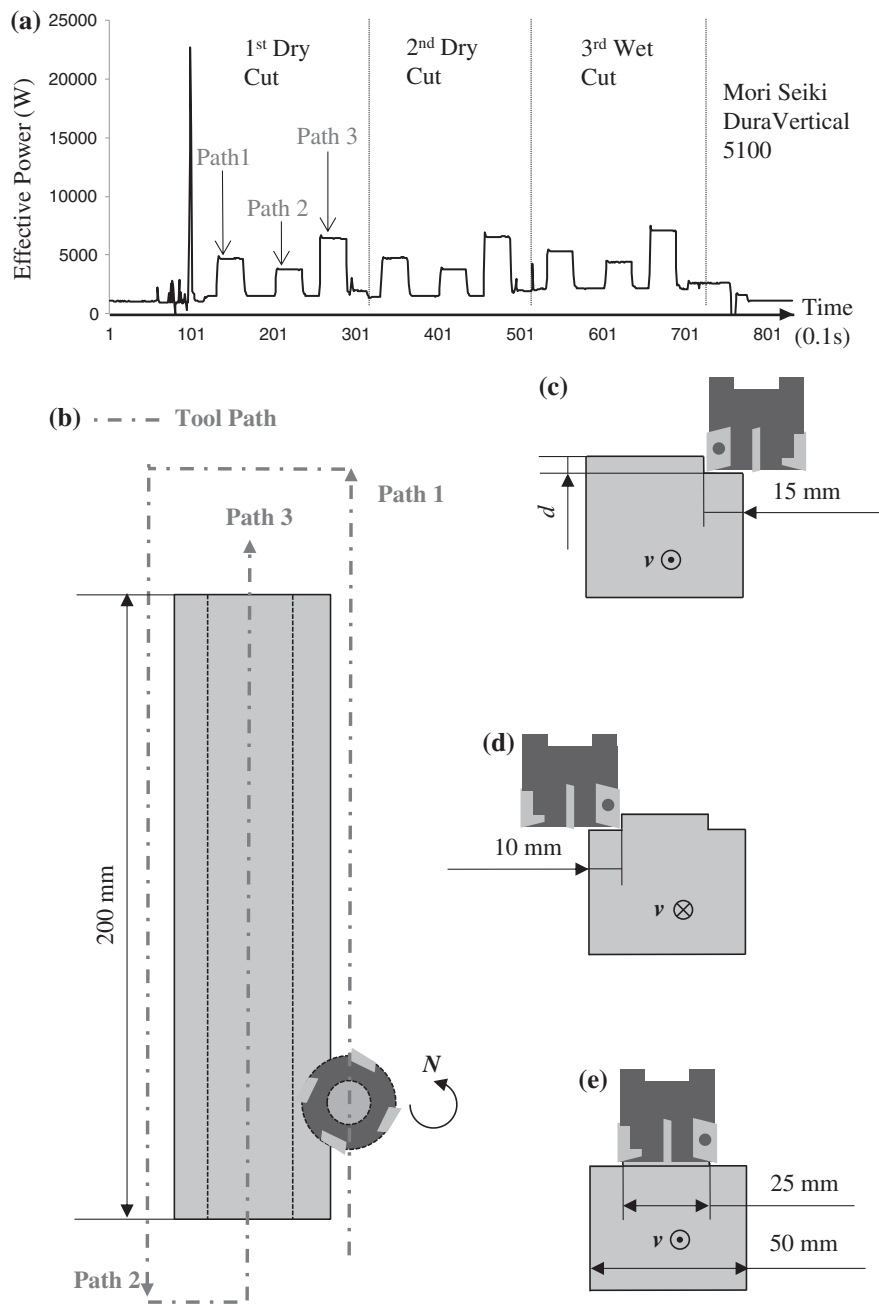 (a)
25000
20000
15000
10000
5000
0
Effective Power (W)
1st Dry
Cut
2nd Dry
Cut
3rd Wet
Cut
Mori Seiki
DuraVertical
5100
Path1
Path 2
Path 3
1
101
201
301
401
501
601
701
801
Time
(0.1s)
(b)
Tool Path
Path 1
Path 3
200 mm
N
Path 2
(c)
d
15 mm
v
(d)
10 mm
v
(e)
25 mm
v
50 mm